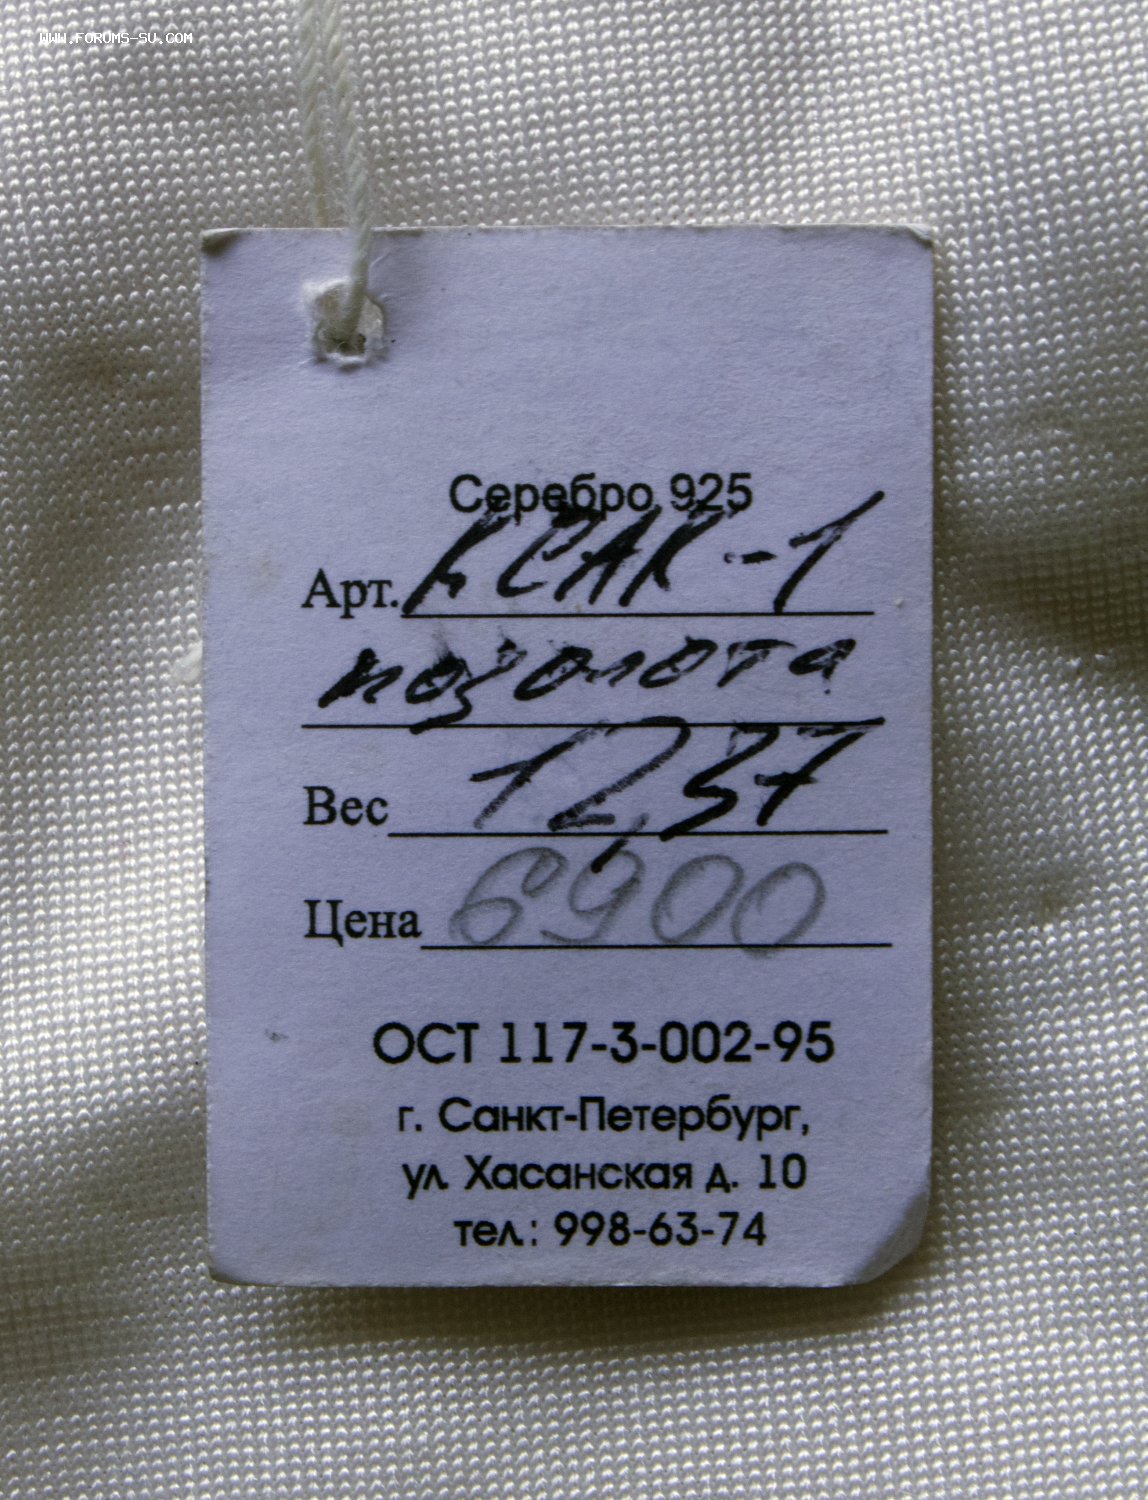 WWW.FORUMS-SU.COM
Серебро 925
Арт. КСАК-1
позолота
Вес 12,37
Цена 6900
ОСТ 117-3-002-95
г. Санкт-Петербург,
ул. Хасанская д. 10
тел.: 998-63-74